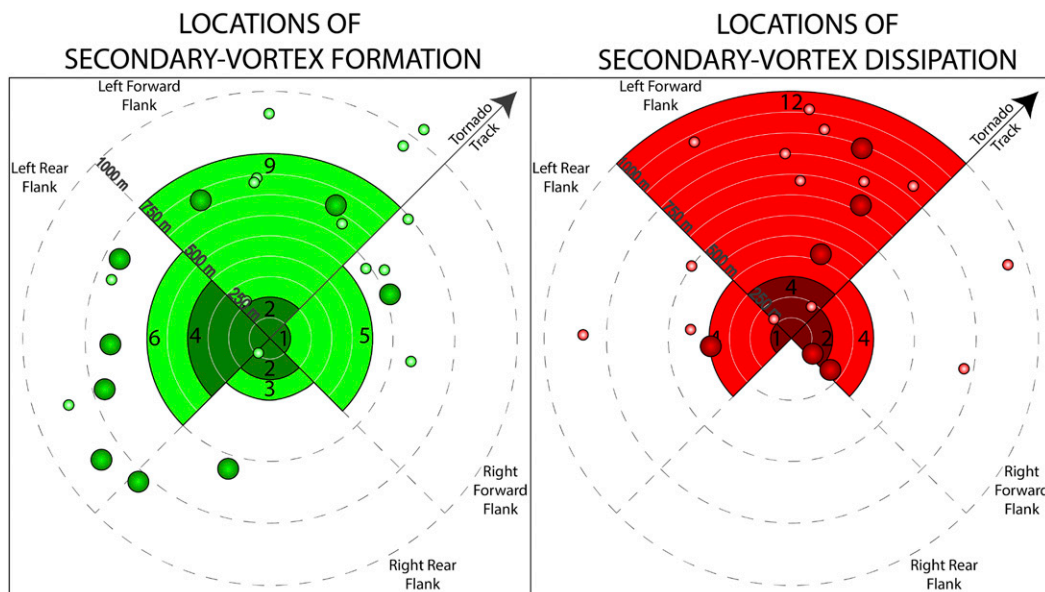 LOCATIONS OF
SECONDARY-VORTEX FORMATION
Left Forward
Flank
Tornado
Track
Left Rear
Flank
1000 m
750 m
500 m
250 m
9
2
6
4
1
5
2
3
Right
Forward
Flank
Right Rear
Flank
LOCATIONS OF
SECONDARY-VORTEX DISSIPATION
Left Forward
Flank
12
Tornado
Track
Left Rear
Flank
1000 m
750 m
500 m
250 m
4
4
1
2
4
Right
Forward
Flank
Right Rear
Flank